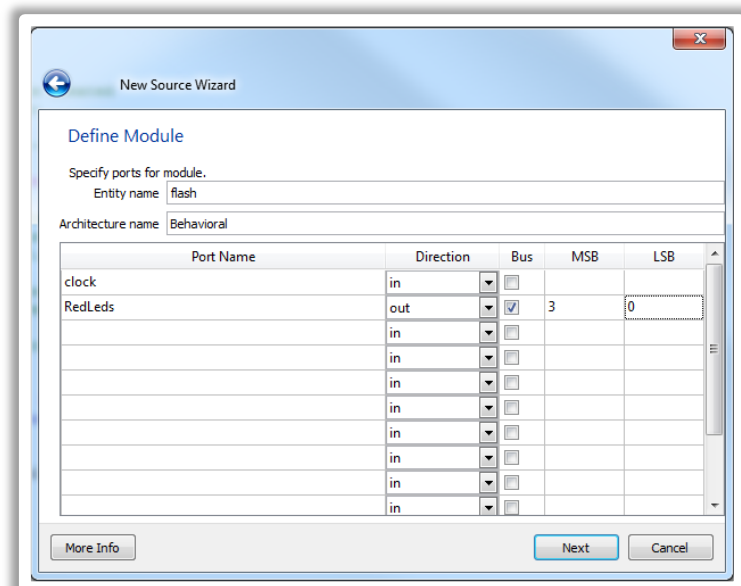 New Source Wizard
Define Module
Specify ports for module.
Entity name flash
Architecture name Behavioral
Port Name Direction Bus MSB LSB
clock in
RedLeds out 3 0
in
in
in
in
in
in
in
in
More Info Next Cancel